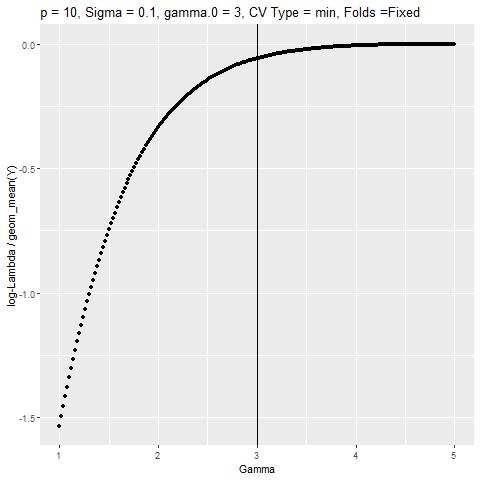 p = 10, Sigma = 0.1, gamma.0 = 3, CV Type = min, Folds =Fixed
log-Lambda / geom_mean(Y)
0.0
-0.5
-1.0
-1.5
1 2 3 4 5
Gamma